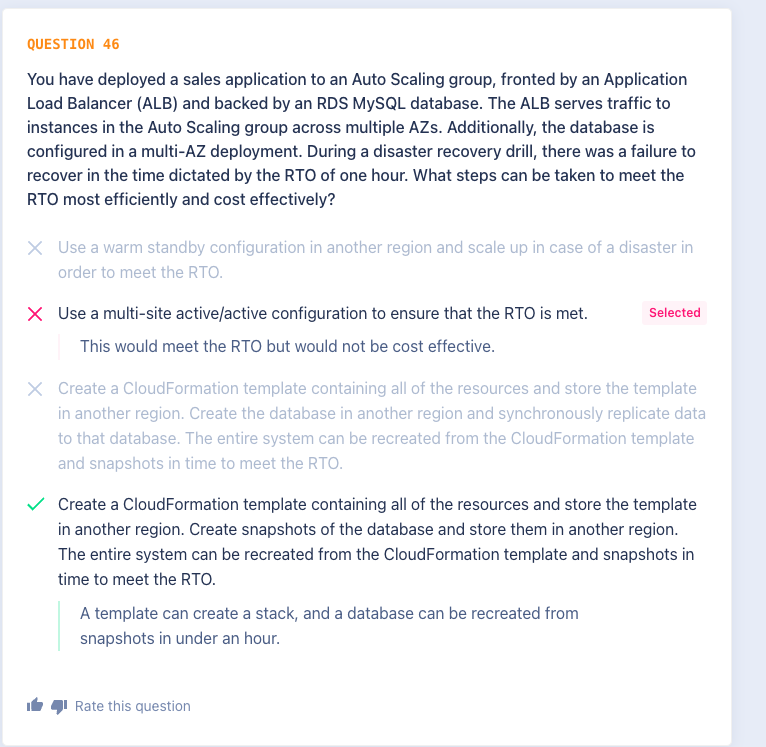 QUESTION 46
You have deployed a sales application to an Auto Scaling group, fronted by an Application
Load Balancer (ALB) and backed by an RDS MySQL database. The ALB serves traffic to
instances in the Auto Scaling group across multiple AZs. Additionally, the database is
configured in a multi-AZ deployment. During a disaster recovery drill, there was a failure to
recover in the time dictated by the RTO of one hour. What steps can be taken to meet the
RTO most efficiently and cost effectively?
Use a warm standby configuration in another region and scale up in case of a disaster in
order to meet the RTO.
Use a multi-site active/active configuration to ensure that the RTO is met.
Selected
This would meet the RTO but would not be cost effective.
Create a CloudFormation template containing all of the resources and store the template
in another region. Create the database in another region and synchronously replicate data
to that database. The entire system can be recreated from the CloudFormation template
and snapshots in time to meet the RTO.
Create a CloudFormation template containing all of the resources and store the template
in another region. Create snapshots of the database and store them in another region.
The entire system can be recreated from the CloudFormation template and snapshots in
time to meet the RTO.
A template can create a stack, and a database can be recreated from
snapshots in under an hour.
Rate this question